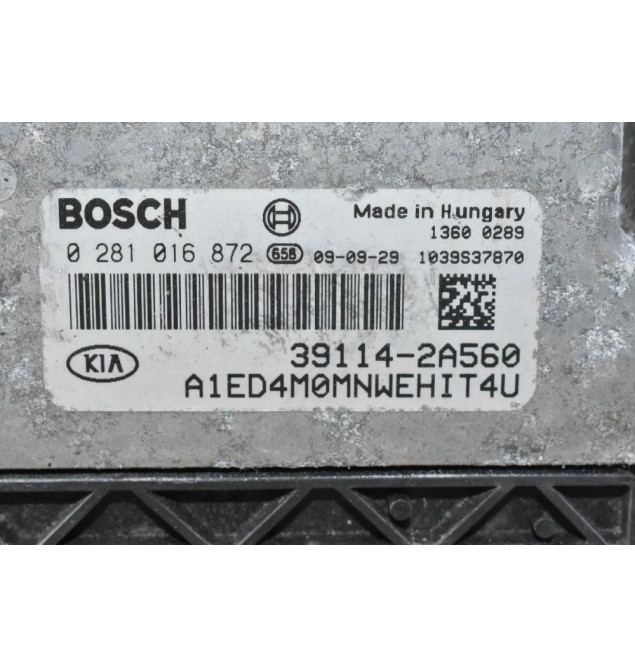 BOSCH Made in Hungary
1360 0289
0 281 016 872 658 09-09-29 1039S37870
KIA 39114-2A560
A1ED4M0MNWEHIT4U